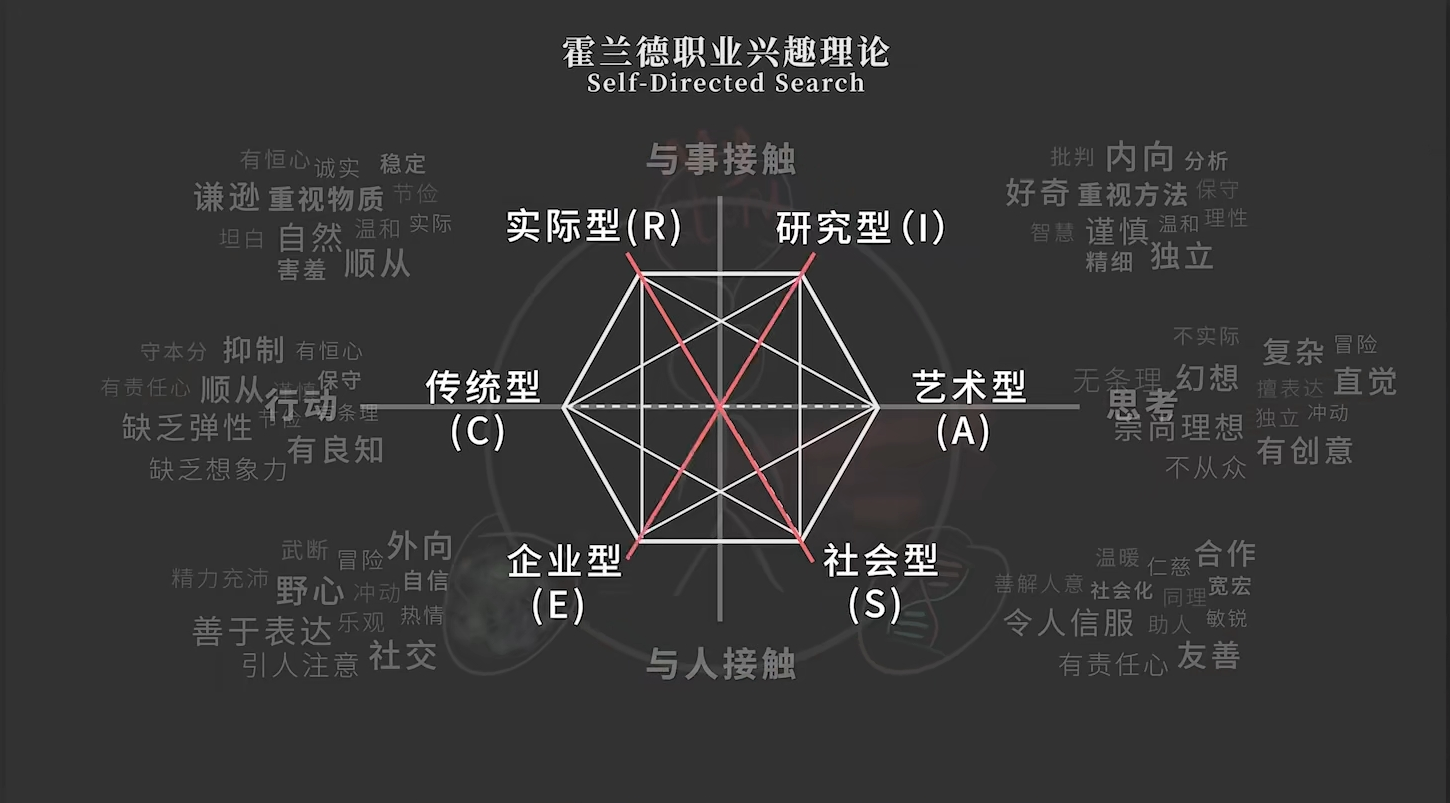 霍兰德职业兴趣理论
Self-Directed Search
与事接触
有恒心 诚实 稳定
谦逊 重视物质 节俭
坦白 自然 温和 实际
害羞 顺从
批判 内向 分析
好奇 重视方法 保守
智慧 谨慎 温和 理性
精细 独立
实际型(R)
研究型(I)
守本分 抑制 有恒心
有责任心 顺从 谨慎 保守
行动
缺乏弹性 节俭 有条理
有良知
缺乏想象力
传统型
(C)
艺术型
(A)
不实际 复杂 冒险
无条理 幻想 擅表达 直觉
思考
崇尚理想 独立 冲动
有创意
不从众
武断 冒险 外向
精力充沛 野心 冲动 自信
善于表达 乐观 热情
引人注意 社交
企业型
(E)
社会型
(S)
温暖 仁慈 合作
善解人意 社会化 同理 宽宏
令人信服 助人 敏锐
有责任心 友善
与人接触